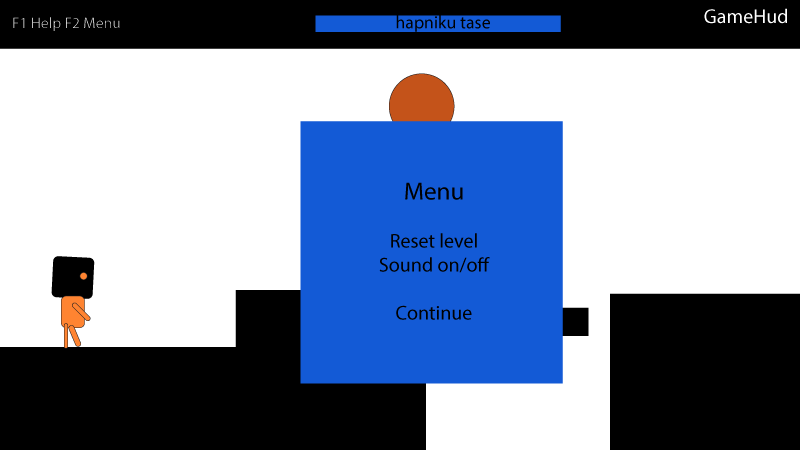 F1 Help F2 Menu
hapniku tase
GameHud
Menu
Reset level
Sound on/off
Continue